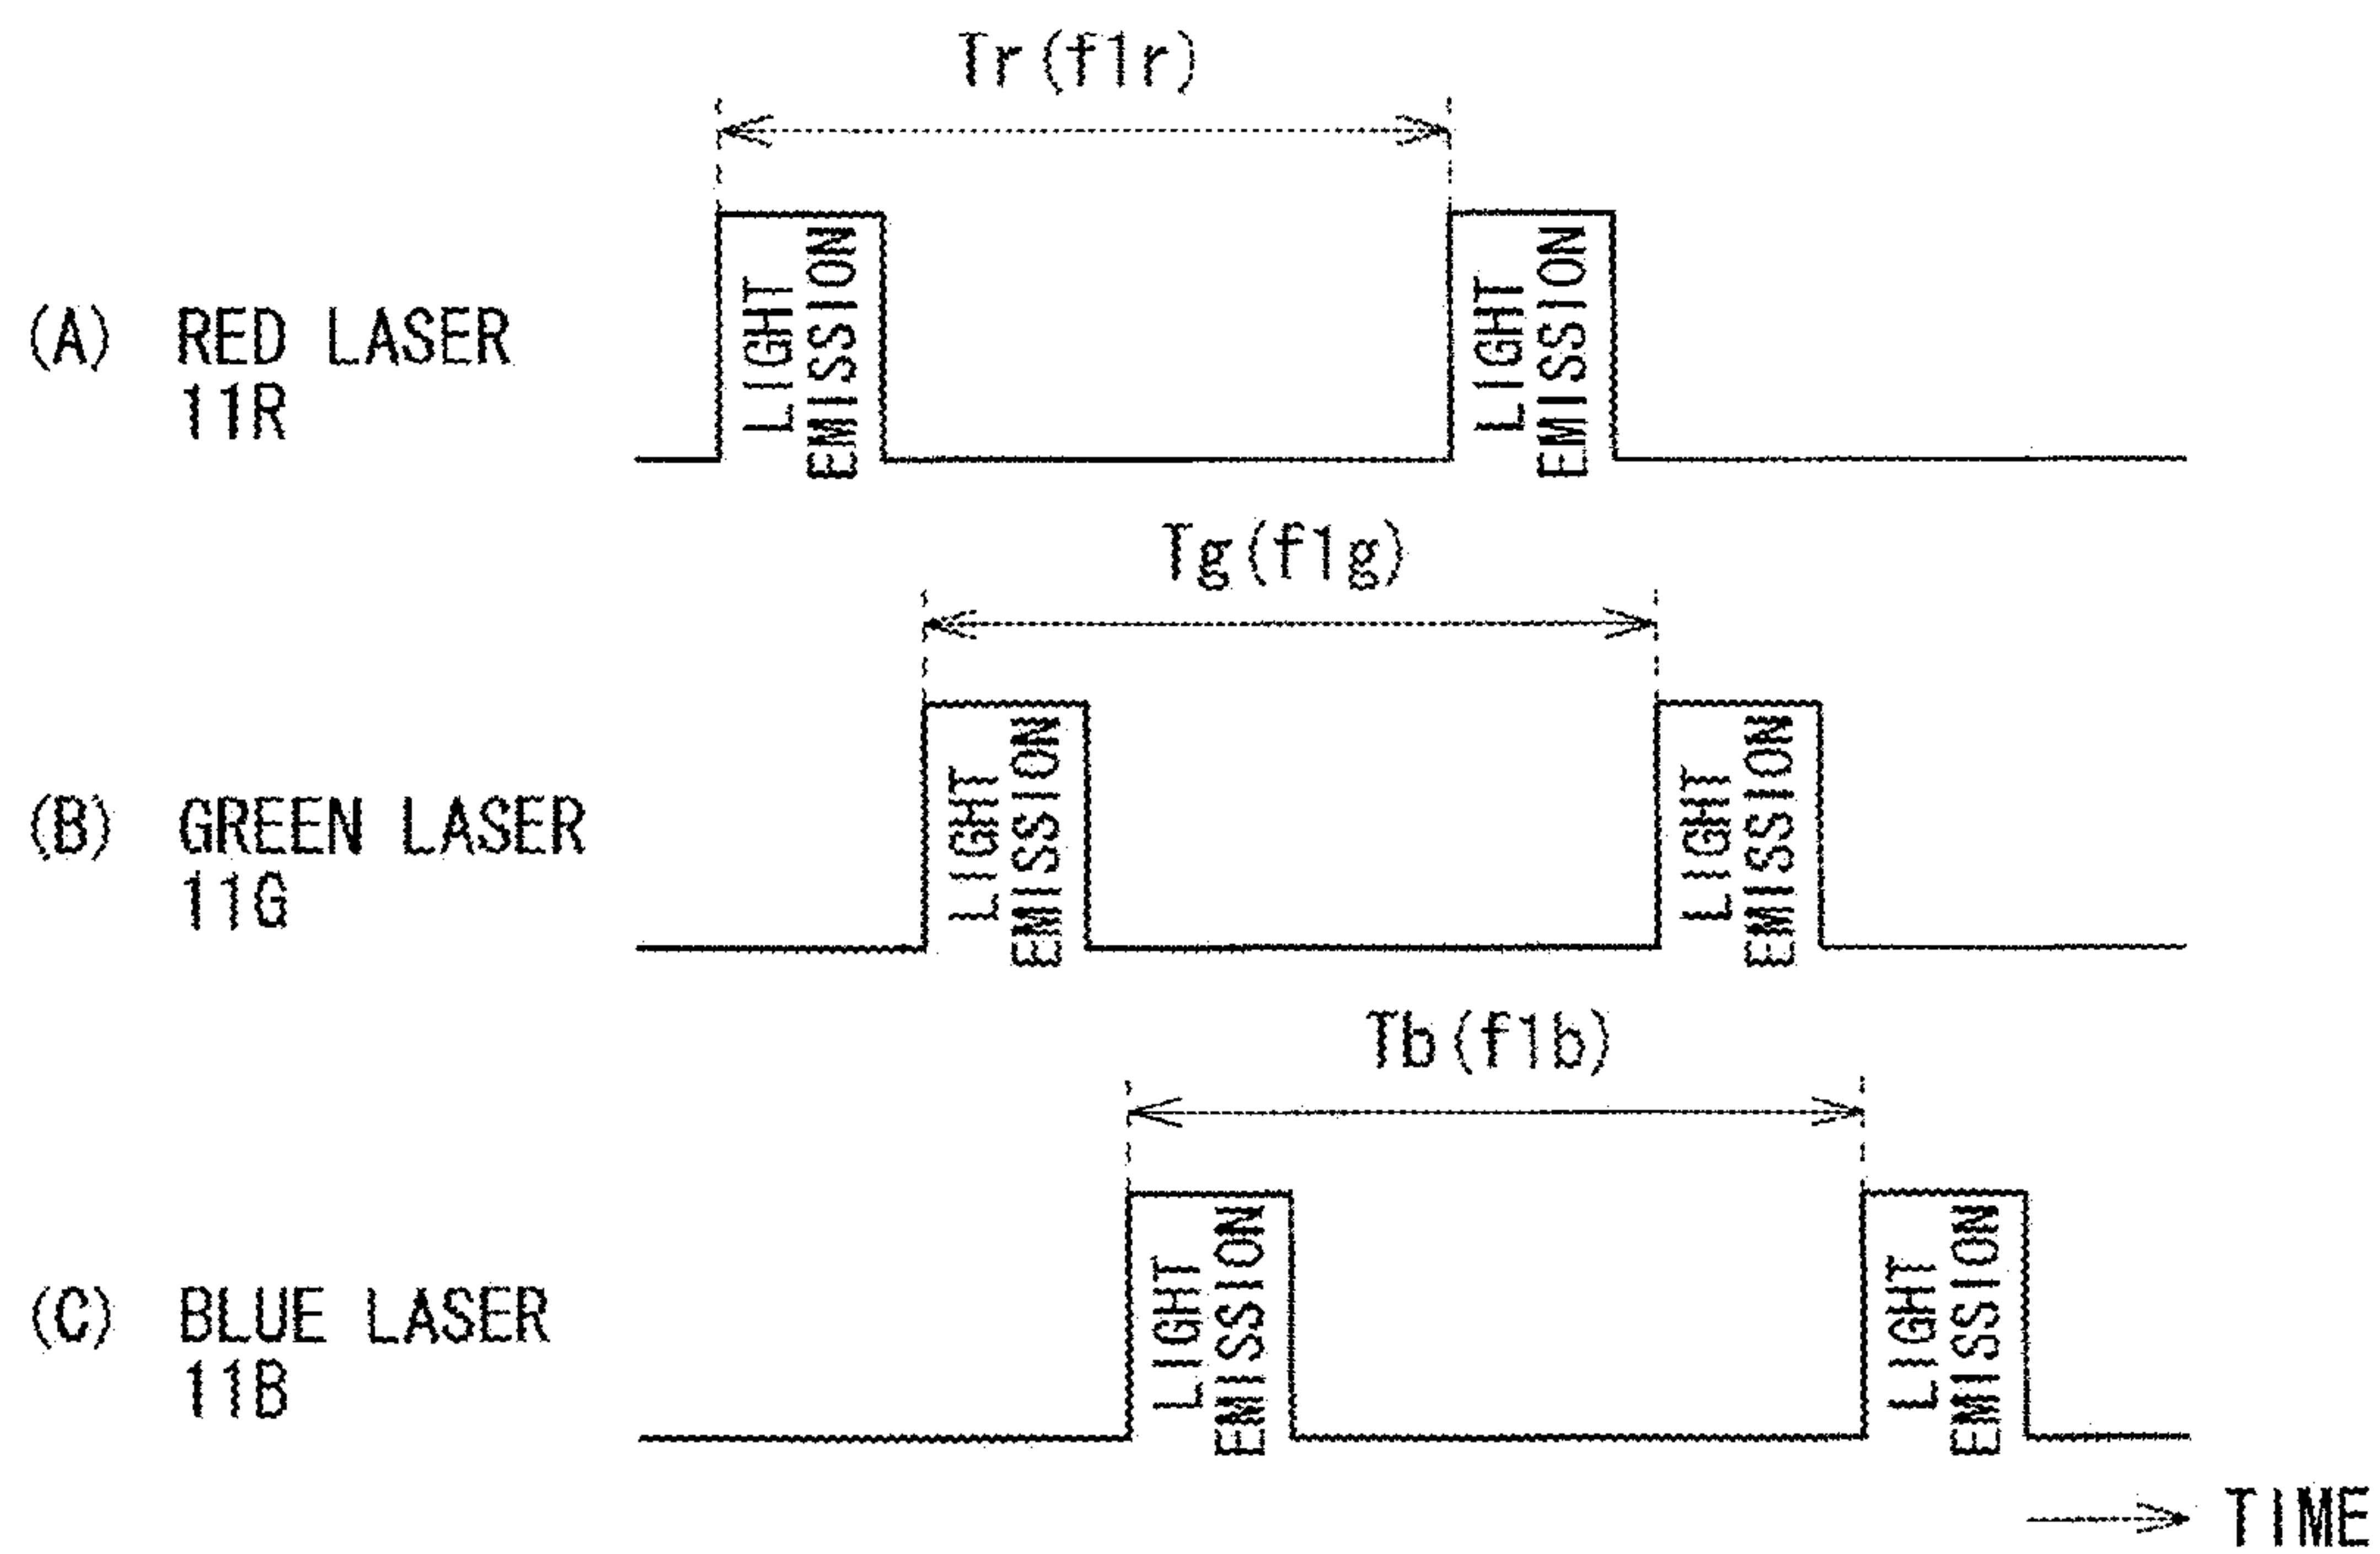 Tr(f1r)
(A) RED LASER
11R
LIGHT
EMISSION
LIGHT
EMISSION
Tg(f1g)
(B) GREEN LASER
11G
LIGHT
EMISSION
LIGHT
EMISSION
Tb(f1b)
(C) BLUE LASER
11B
LIGHT
EMISSION
LIGHT
EMISSION
TIME